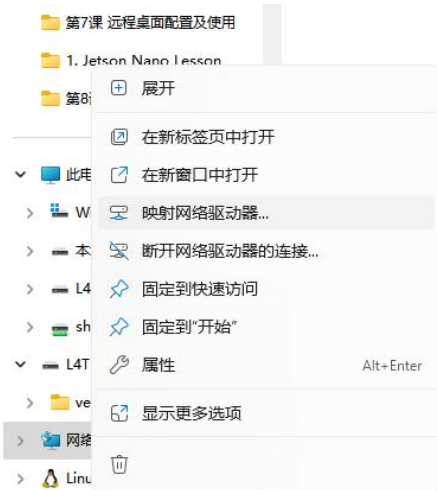 第7课 远程桌面配置及使用
1. Jetson Nano Lesson
第8
展开
在新标签页中打开
此电
在新窗口中打开
W
映射网络驱动器...
本
断开网络驱动器的连接...
L4
固定到快速访问
sh
固定到"开始"
L4T
属性 Alt+Enter
ve
显示更多选项
网络
Linu